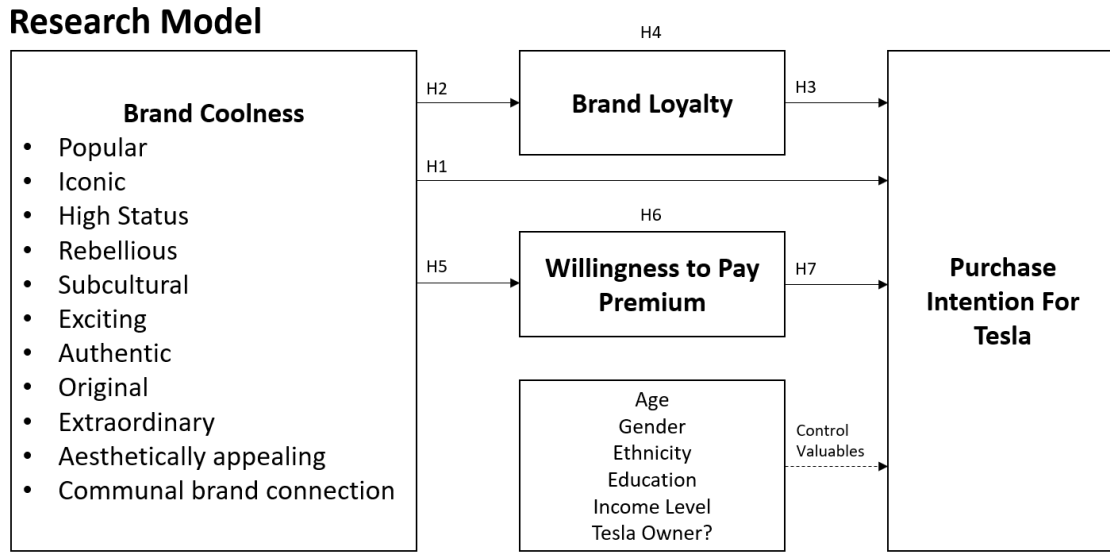 Research Model
Brand Coolness
• Popular
• Iconic
• High Status
• Rebellious
• Subcultural
• Exciting
• Authentic
• Original
• Extraordinary
• Aesthetically appealing
• Communal brand connection
H2
H1
H5
H4
Brand Loyalty
H3
H6
Willingness to Pay
Premium
H7
Age
Gender
Ethnicity
Education
Income Level
Tesla Owner?
Control
Valuables
Purchase
Intention For
Tesla